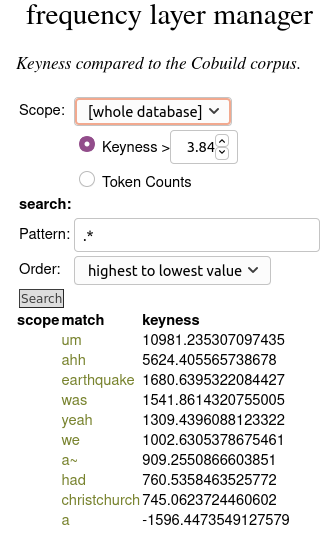 frequency layer manager
Keyness compared to the Cobuild corpus.
Scope: [whole database]
Keyness > 3.84
Token Counts
search:
Pattern: .*
Order: highest to lowest value
Search
scope match keyness
um 10981.235307097435
ahh 5624.405565738678
earthquake 1680.6395322084427
was 1541.8614320755005
yeah 1309.4396088123322
we 1002.6305378675461
a~ 909.2550866603851
had 760.5358463525772
christchurch 745.0623724460602
a -1596.4473549127579